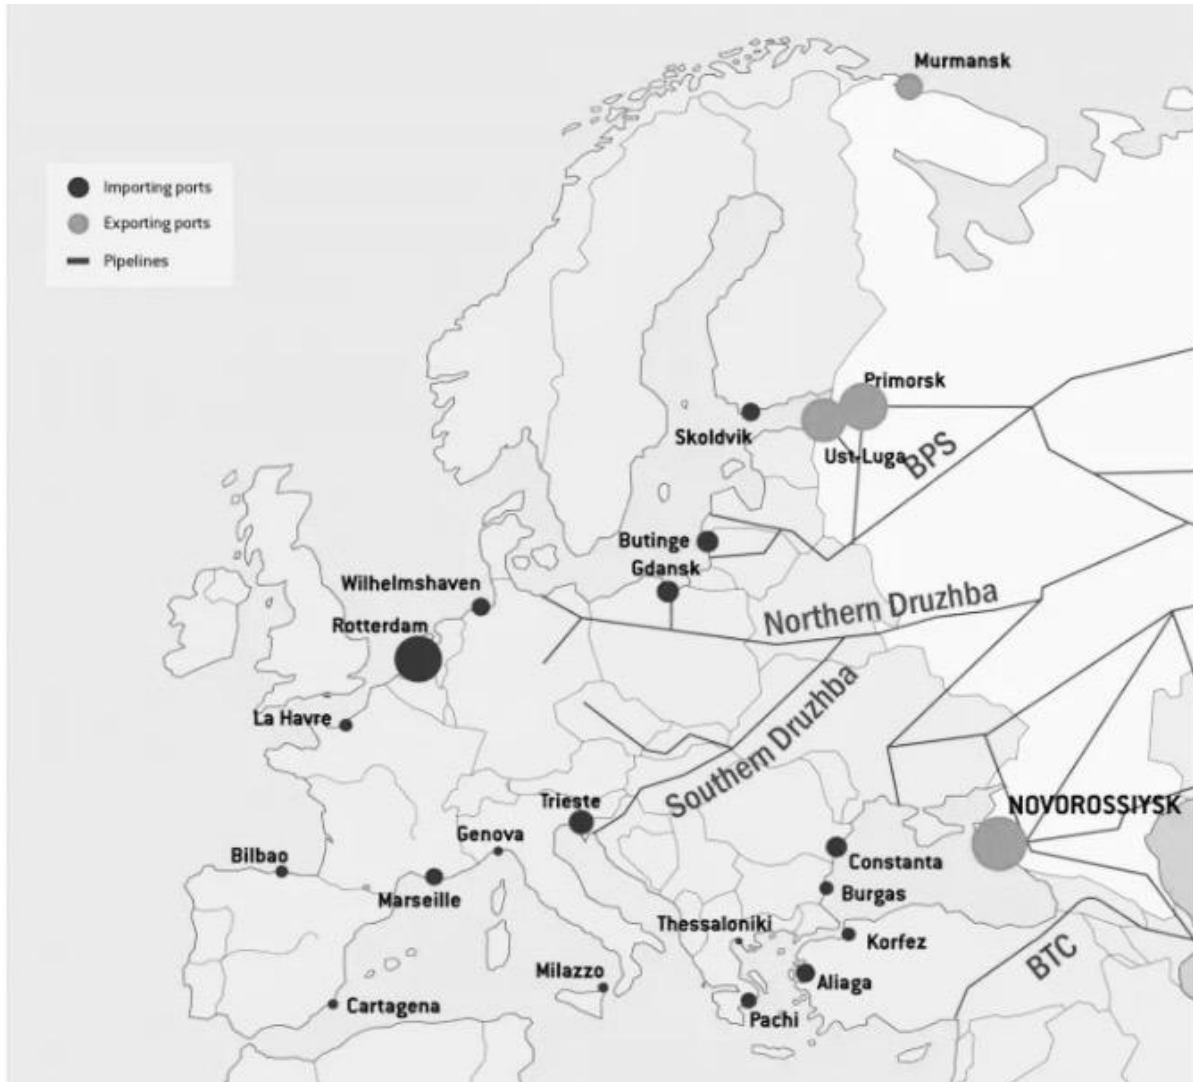 Murmansk
Importing ports
Exporting ports
Pipelines
Primorsk
Skoldvik
Ust-Luga
BPS
Butinge
Gdansk
Wilhelmshaven
Northern Druzhba
Rotterdam
La Havre
Southern Druzhba
Trieste
NOVOROSSIYSK
Genova
Bilbao
Constanta
Marseille
Burgas
Thessaloniki
Korfez
BTC
Milazzo
Aliaga
Cartagena
Pachi